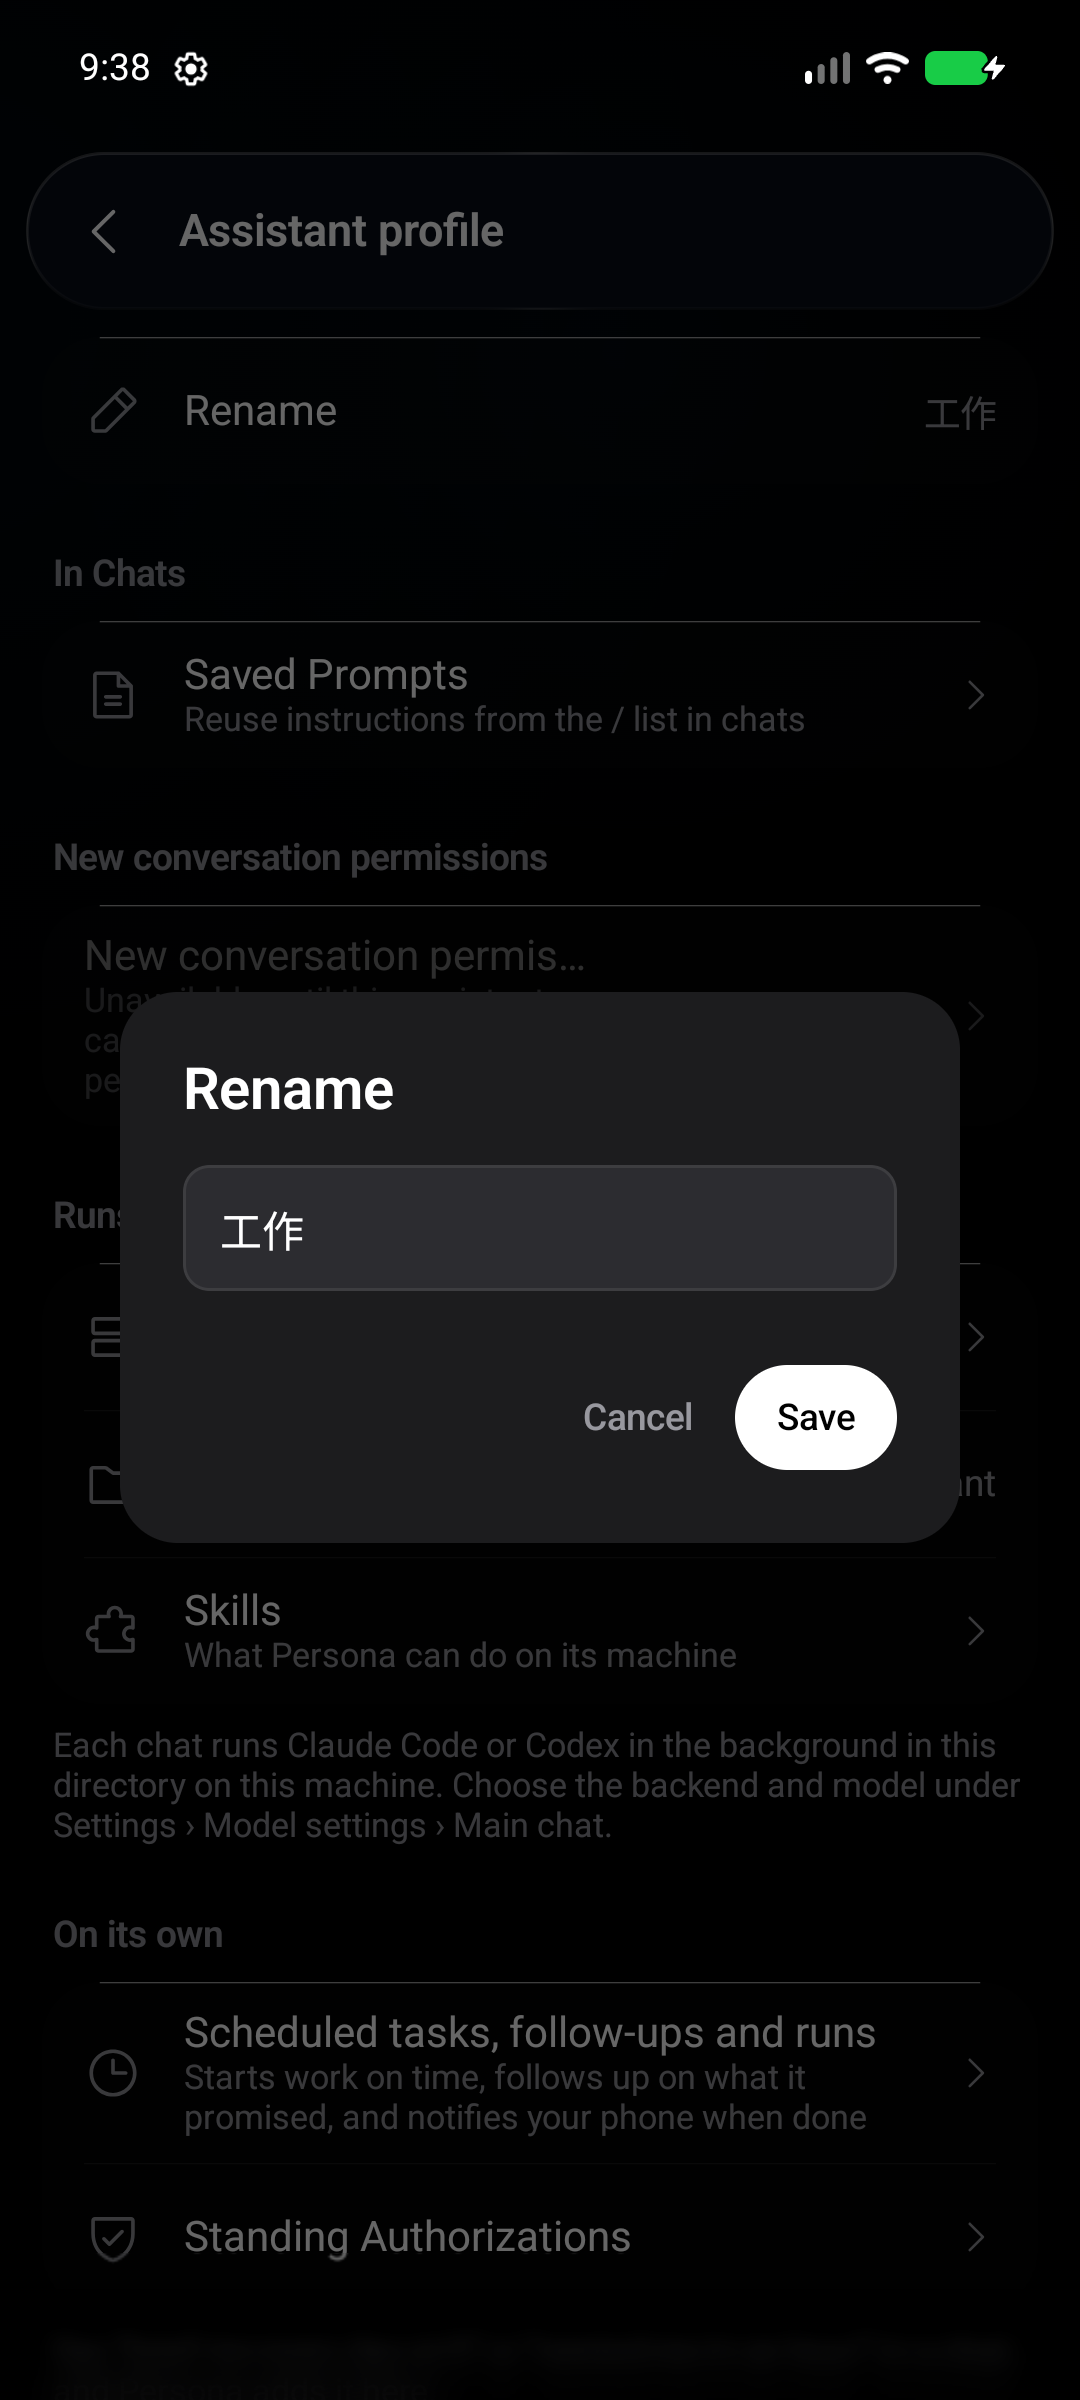 9:38
Assistant profile
Rename
工作
In Chats
Saved Prompts
Reuse instructions from the / list in chats
New conversation permissions
New conversation permis...
Rename
工作
Cancel
Save
Skills
What Persona can do on its machine
Each chat runs Claude Code or Codex in the background in this
directory on this machine. Choose the backend and model under
Settings › Model settings › Main chat.
On its own
Scheduled tasks, follow-ups and runs
Starts work on time, follows up on what it
promised, and notifies your phone when done
Standing Authorizations